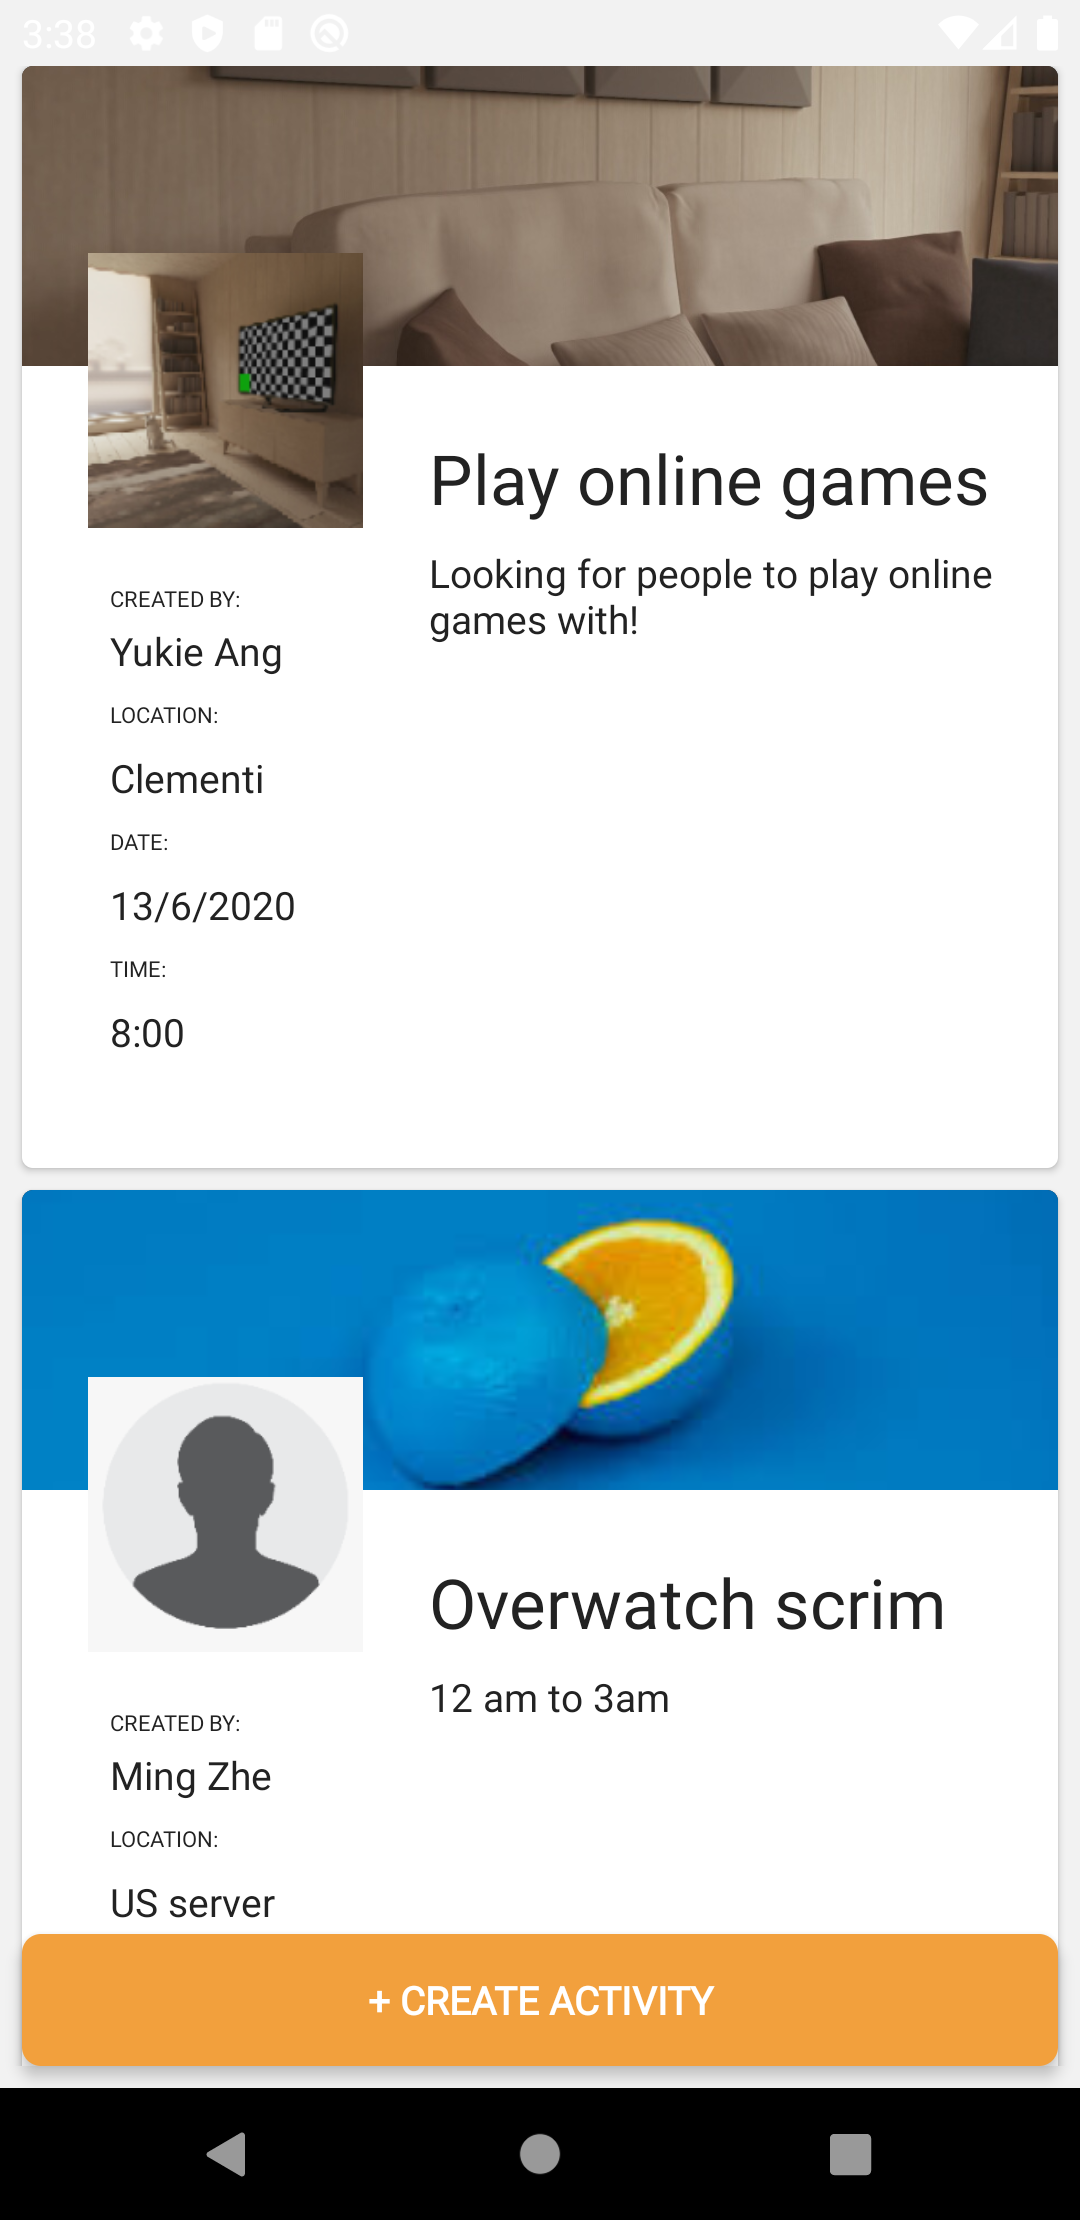 3:38
Play online games
Looking for people to play online
games with!
CREATED BY:
Yukie Ang
LOCATION:
Clementi
DATE:
13/6/2020
TIME:
8:00
Overwatch scrim
12 am to 3am
CREATED BY:
Ming Zhe
LOCATION:
US server
+ CREATE ACTIVITY